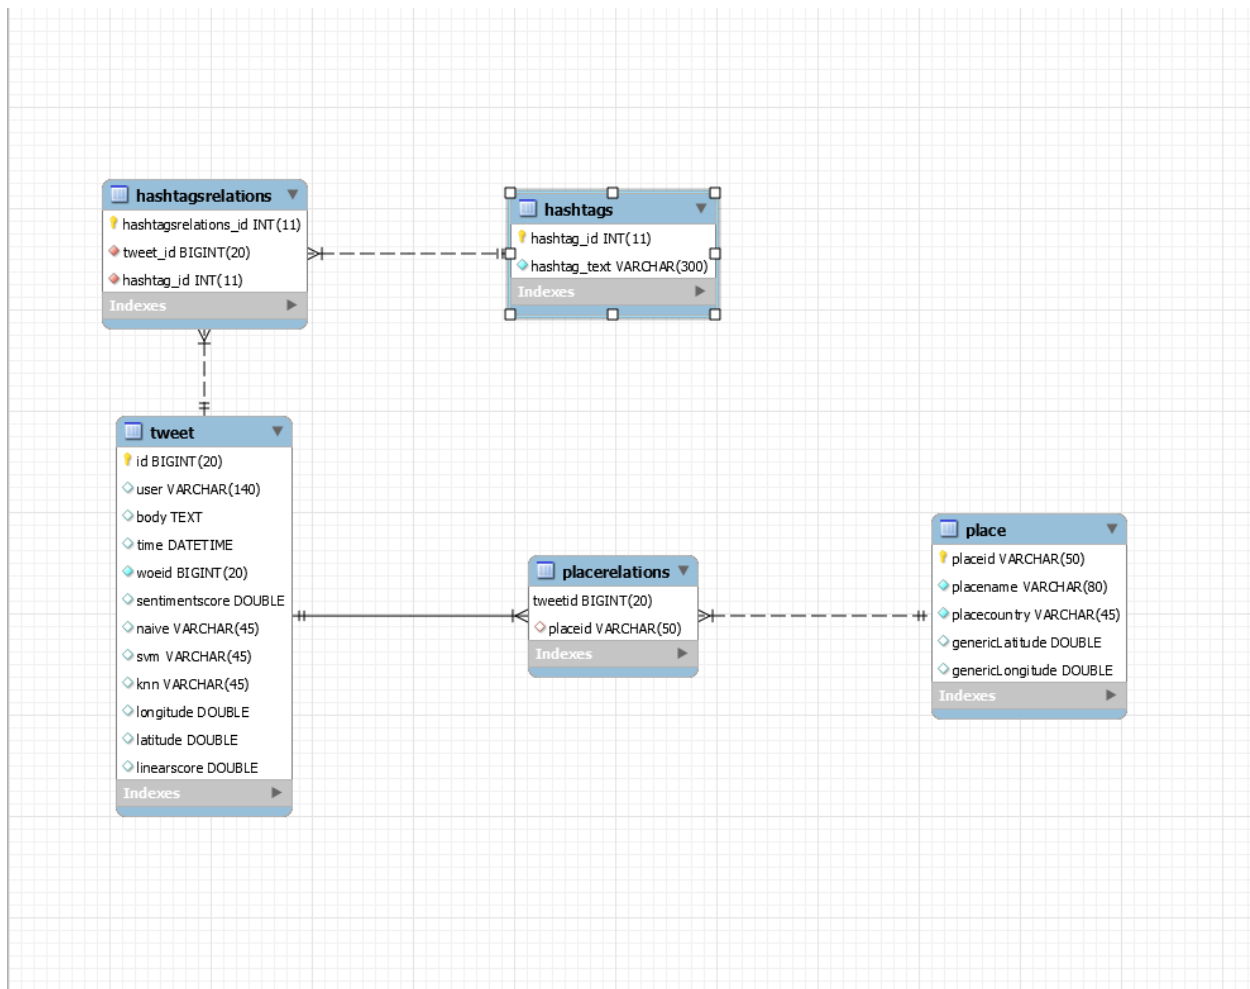 hashtagsrelations
hashtagsrelations_id INT(11)
tweet_id BIGINT(20)
hashtag_id INT(11)
Indexes
hashtags
hashtag_id INT(11)
hashtag_text VARCHAR(300)
Indexes
tweet
id BIGINT(20)
user VARCHAR(140)
body TEXT
time DATETIME
woeid BIGINT(20)
sentimentscore DOUBLE
naive VARCHAR(45)
svm VARCHAR(45)
knn VARCHAR(45)
longitude DOUBLE
latitude DOUBLE
linearscore DOUBLE
Indexes
placerelations
tweetid BIGINT(20)
placeid VARCHAR(50)
Indexes
place
placeid VARCHAR(50)
placename VARCHAR(80)
placecountry VARCHAR(45)
genericLatitude DOUBLE
genericLongitude DOUBLE
Indexes